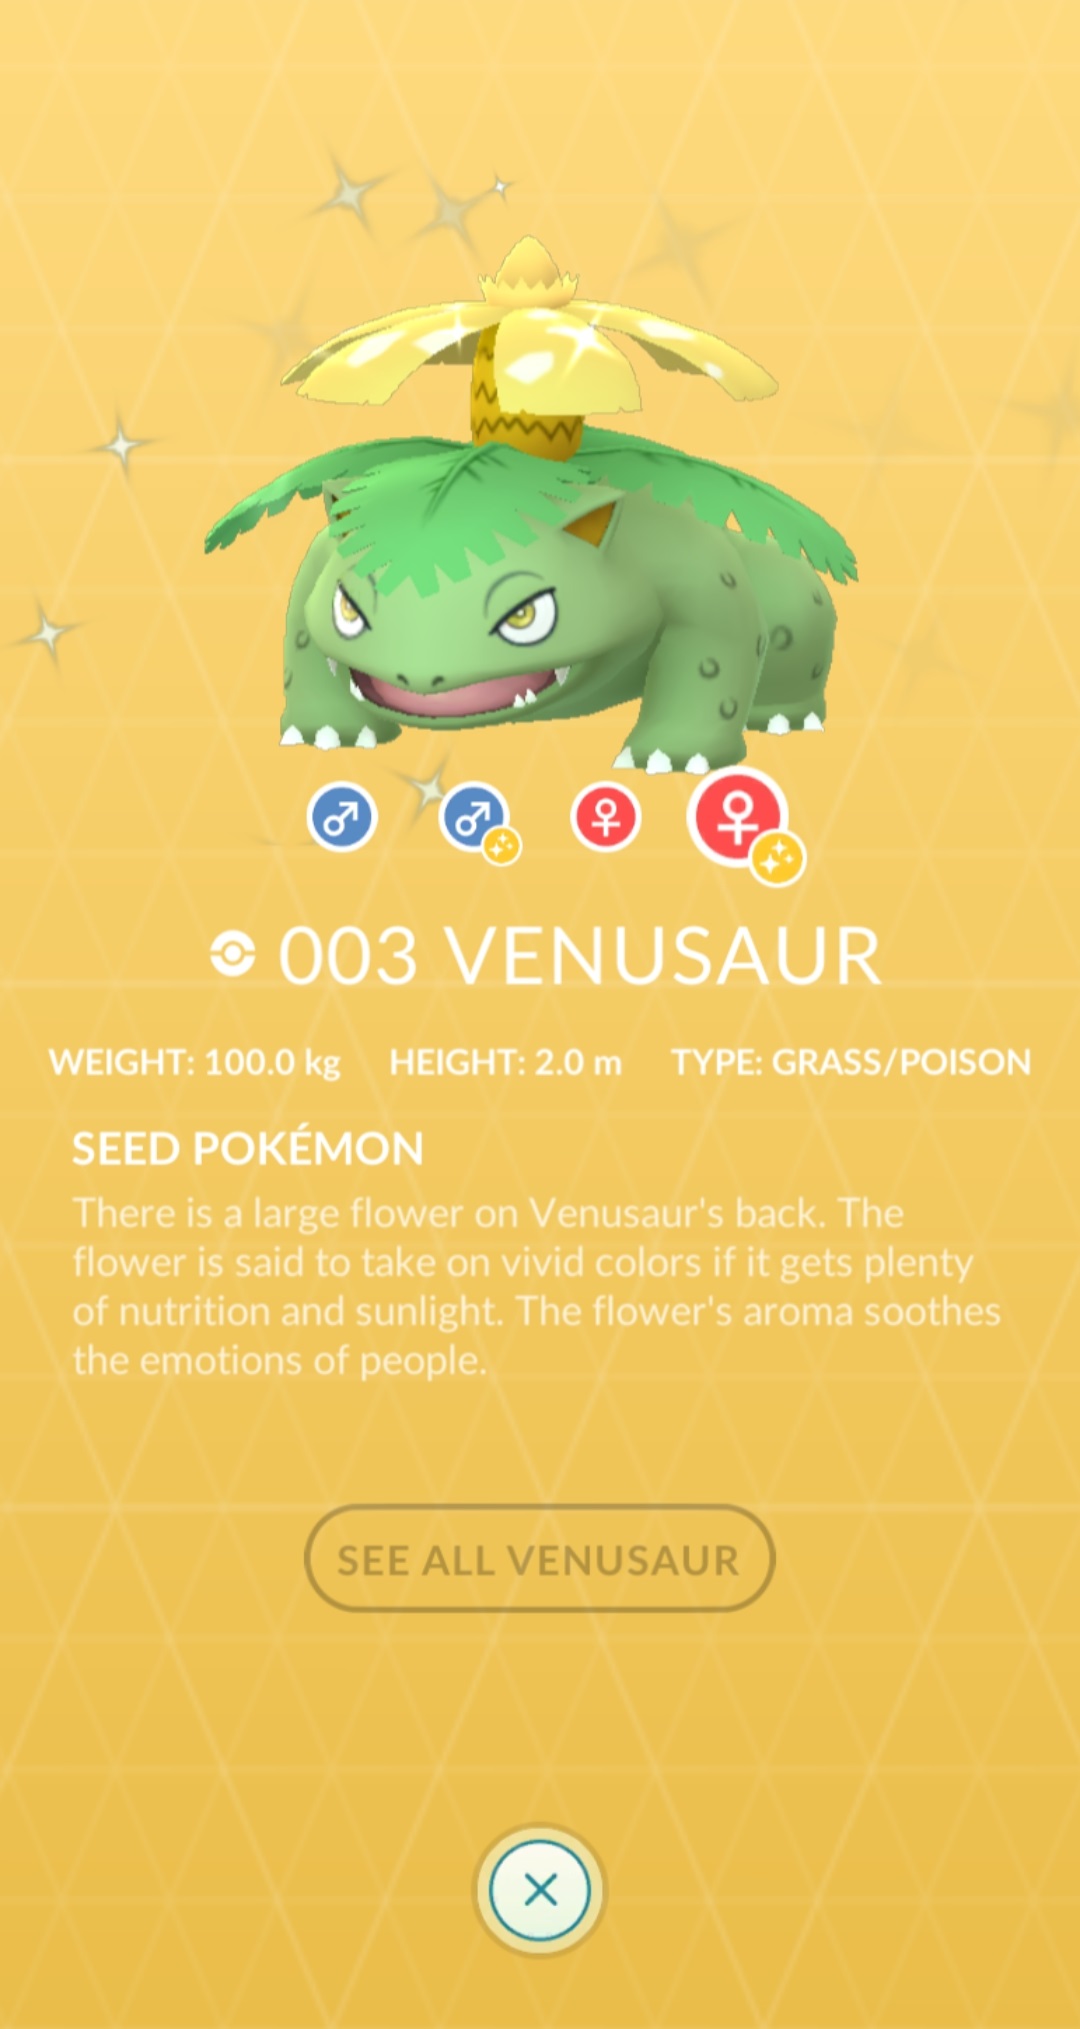 003 VENUSAUR
WEIGHT: 100.0 kg HEIGHT: 2.0 m TYPE: GRASS/POISON
SEED POKÉMON
There is a large flower on Venusaur's back. The
flower is said to take on vivid colors if it gets plenty
of nutrition and sunlight. The flower's aroma soothes
the emotions of people.
SEE ALL VENUSAUR